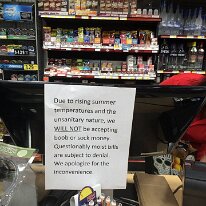 Due to rising summer
temperatures and the
unsanitary nature, we
WILL NOT be accepting
boob or suck money.
Questionably moist bills
are subject to denial
We apologize for the
inconvenience.